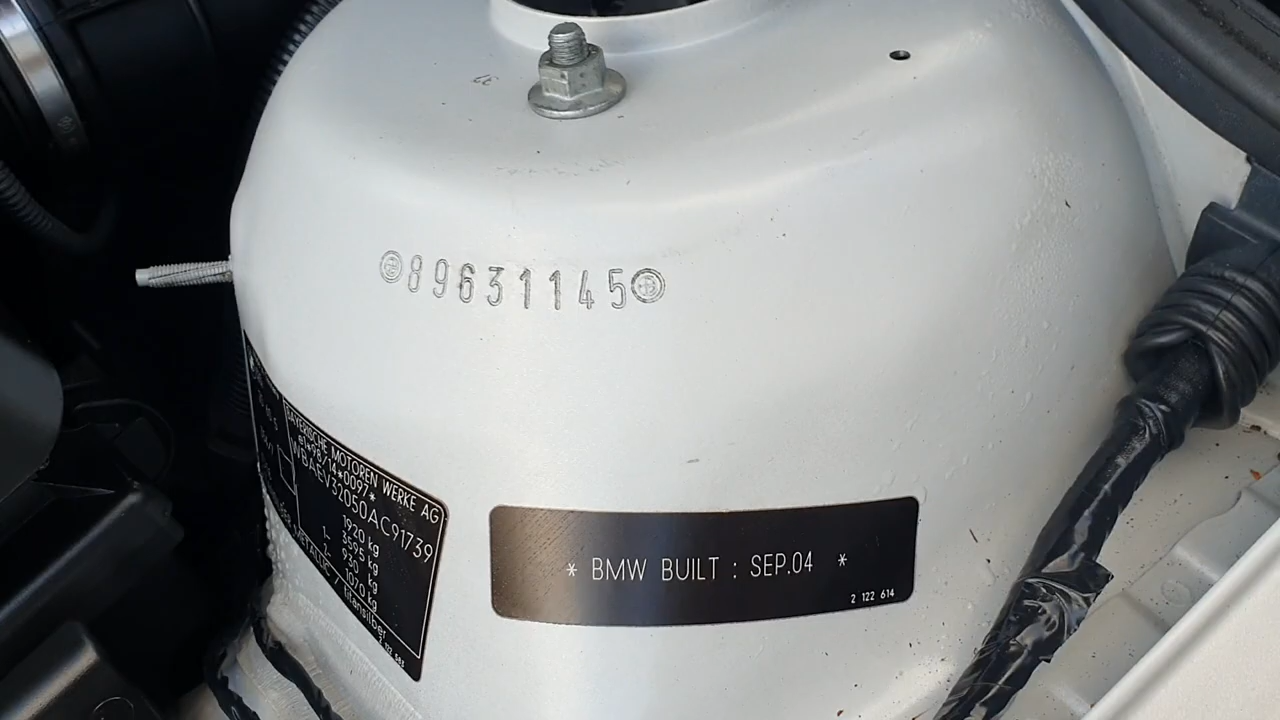 89631145
BAYERISCHE MOTOREN WERKE AG
e1*98/14*0097*
WBAEV32050AC91739
1920 kg
3595 kg
1- 930 kg
2- 1070 kg
titansilber
* BMW BUILT : SEP.04 *
2 122 614